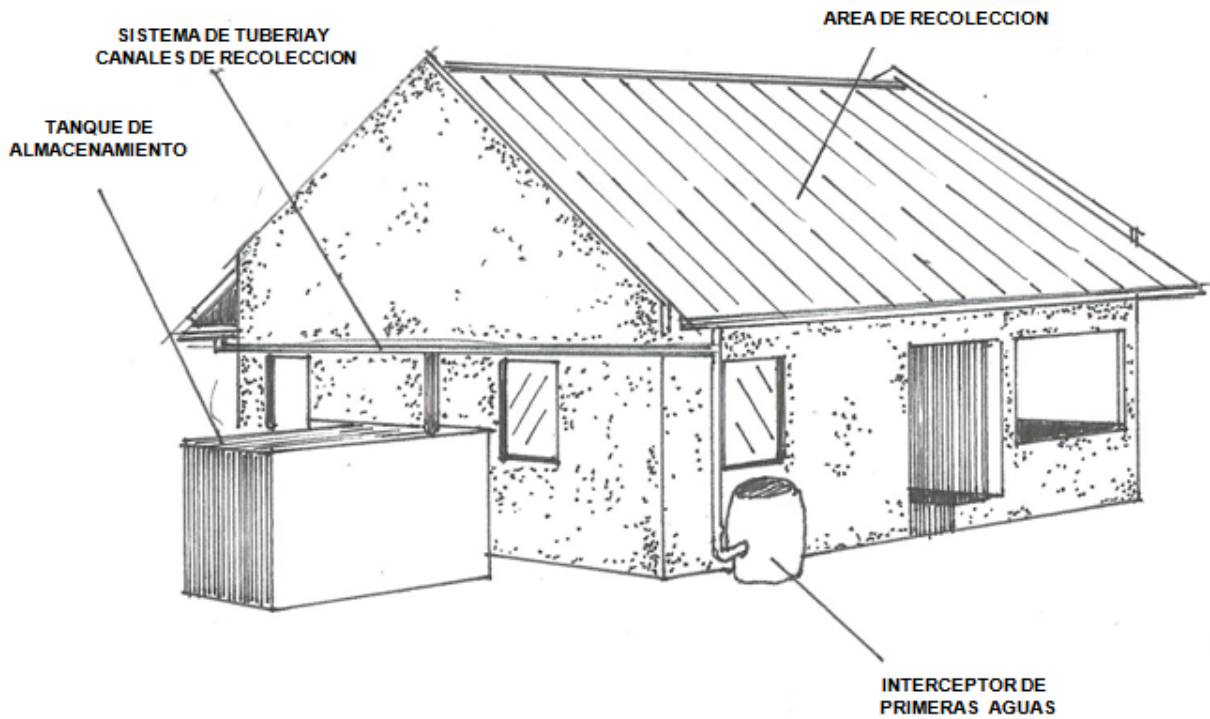 AREA DE RECOLECCION
SISTEMA DE TUBERIAY
CANALES DE RECOLECCION
TANQUE DE
ALMACENAMIENTO
INTERCEPTOR DE
PRIMERAS AGUAS